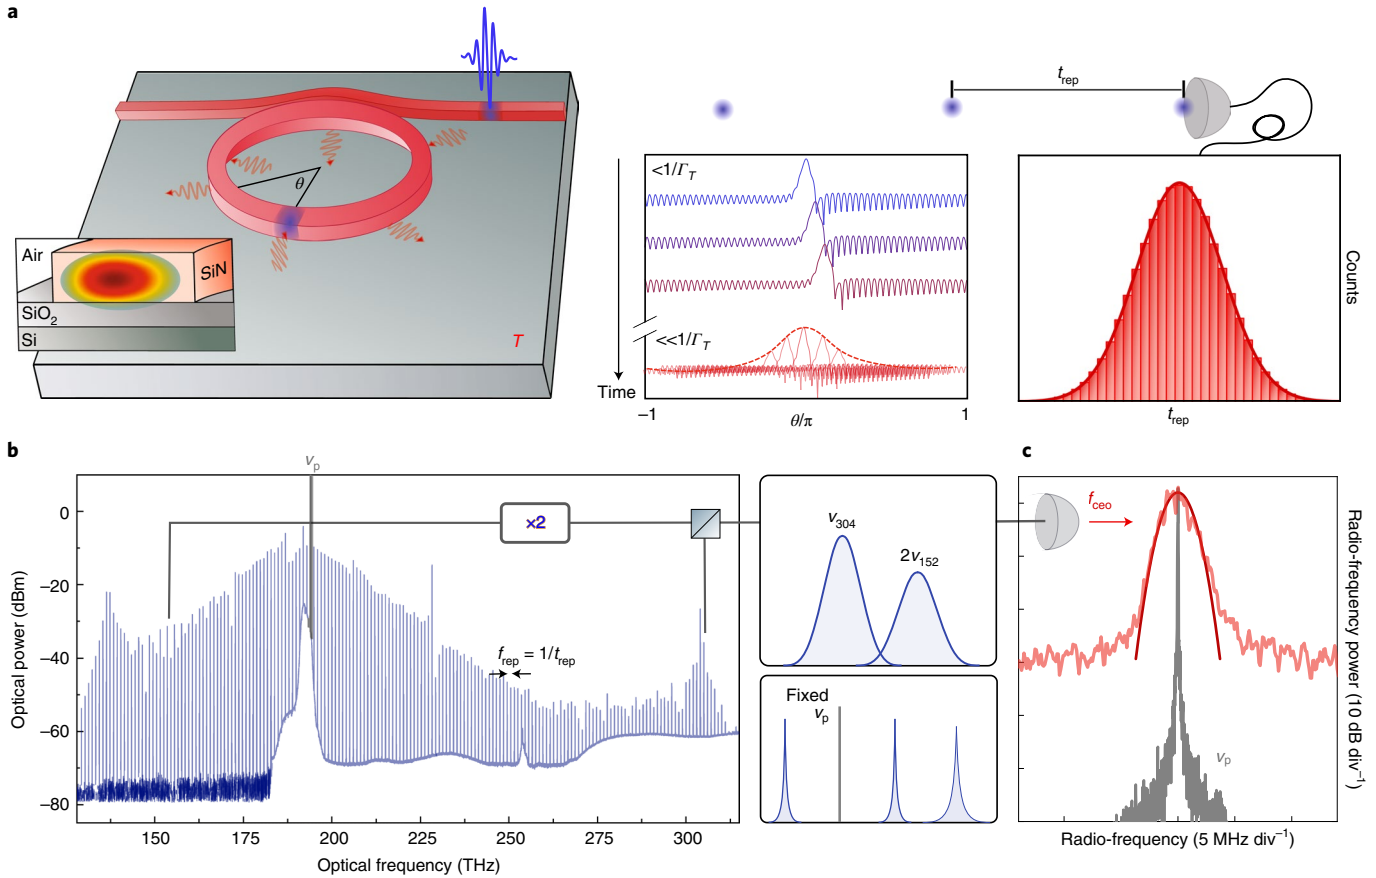 a
t_rep
θ
Air
SiN
SiO₂
Si
T
<1/Γ_T
<<1/Γ_T
Time
−1
θ/π
1
Counts
t_rep
b
ν_p
0
−20
−40
−60
−80
Optical power (dBm)
×2
f_rep = 1/t_rep
150
175
200
225
250
275
300
Optical frequency (THz)
ν₃₀₄
2ν₁₅₂
Fixed
ν_p
c
f_ceo
ν_p
Radio-frequency power (10 dB div⁻¹)
Radio-frequency (5 MHz div⁻¹)